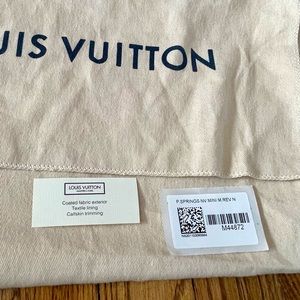 UIS VUITTON
LOUIS VUITTON
Coated fabric exterior
Textile lining
Calfskin trimming
P.SPRINGS NV MINI M.REV N
M44872